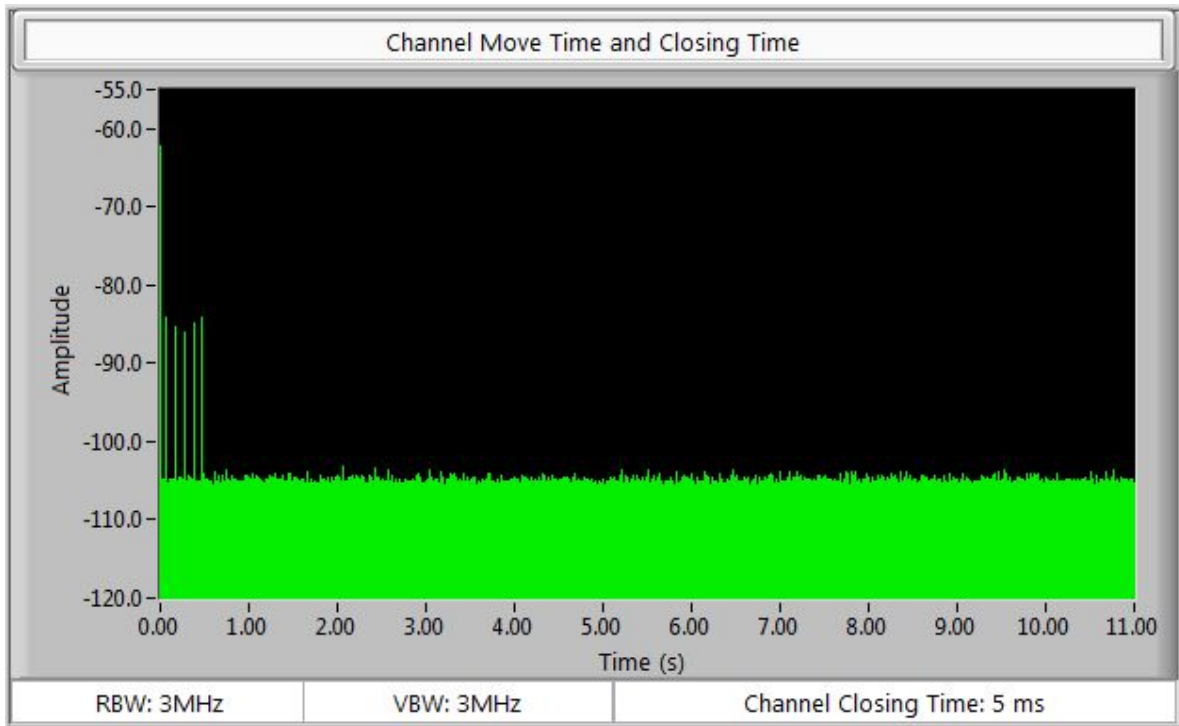 Channel Move Time and Closing Time
-55.0
-60.0
-70.0
-80.0
-90.0
-100.0
-110.0
-120.0
Amplitude
0.00 1.00 2.00 3.00 4.00 5.00 6.00 7.00 8.00 9.00 10.00 11.00
Time (s)
RBW: 3MHz VBW: 3MHz Channel Closing Time: 5 ms